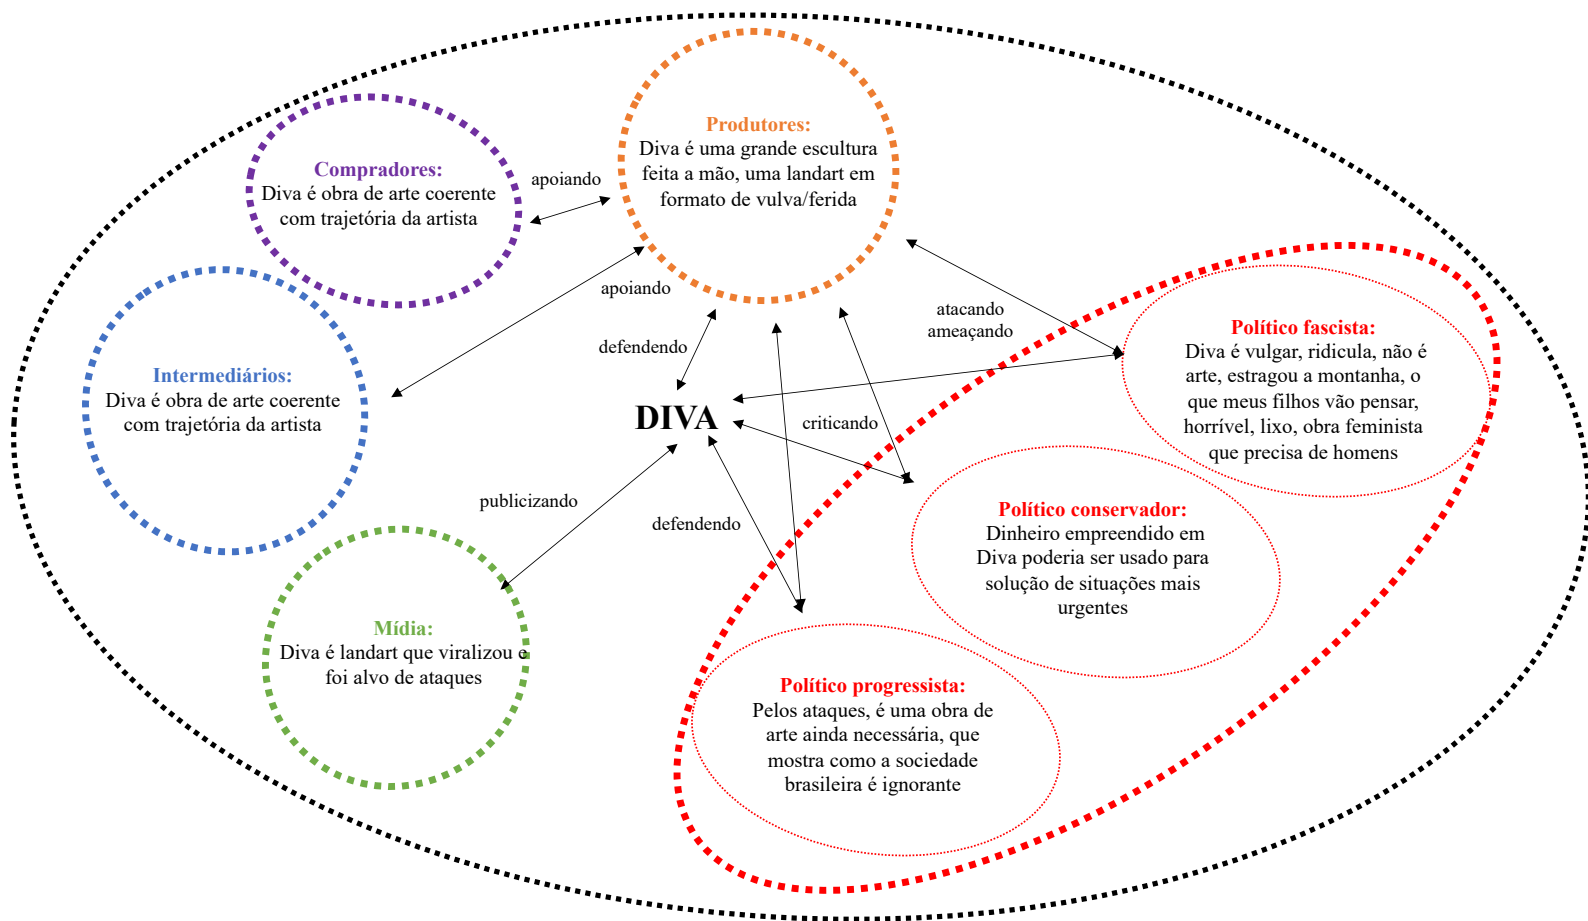 Produtores:
Diva é uma grande escultura
feita a mão, uma landart em
formato de vulva/ferida
Compradores:
Diva é obra de arte coerente
com trajetória da artista
apoiando
apoiando
Intermediários:
Diva é obra de arte coerente
com trajetória da artista
defendendo
atacando
ameaçando
Político fascista:
Diva é vulgar, ridicula, não é
arte, estragou a montanha, o
que meus filhos vão pensar,
horrível, lixo, obra feminista
que precisa de homens
DIVA
criticando
publicizando
defendendo
Político conservador:
Dinheiro empreendido em
Diva poderia ser usado para
solução de situações mais
urgentes
Mídia:
Diva é landart que viralizou e
foi alvo de ataques
Político progressista:
Pelos ataques, é uma obra de
arte ainda necessária, que
mostra como a sociedade
brasileira é ignorante